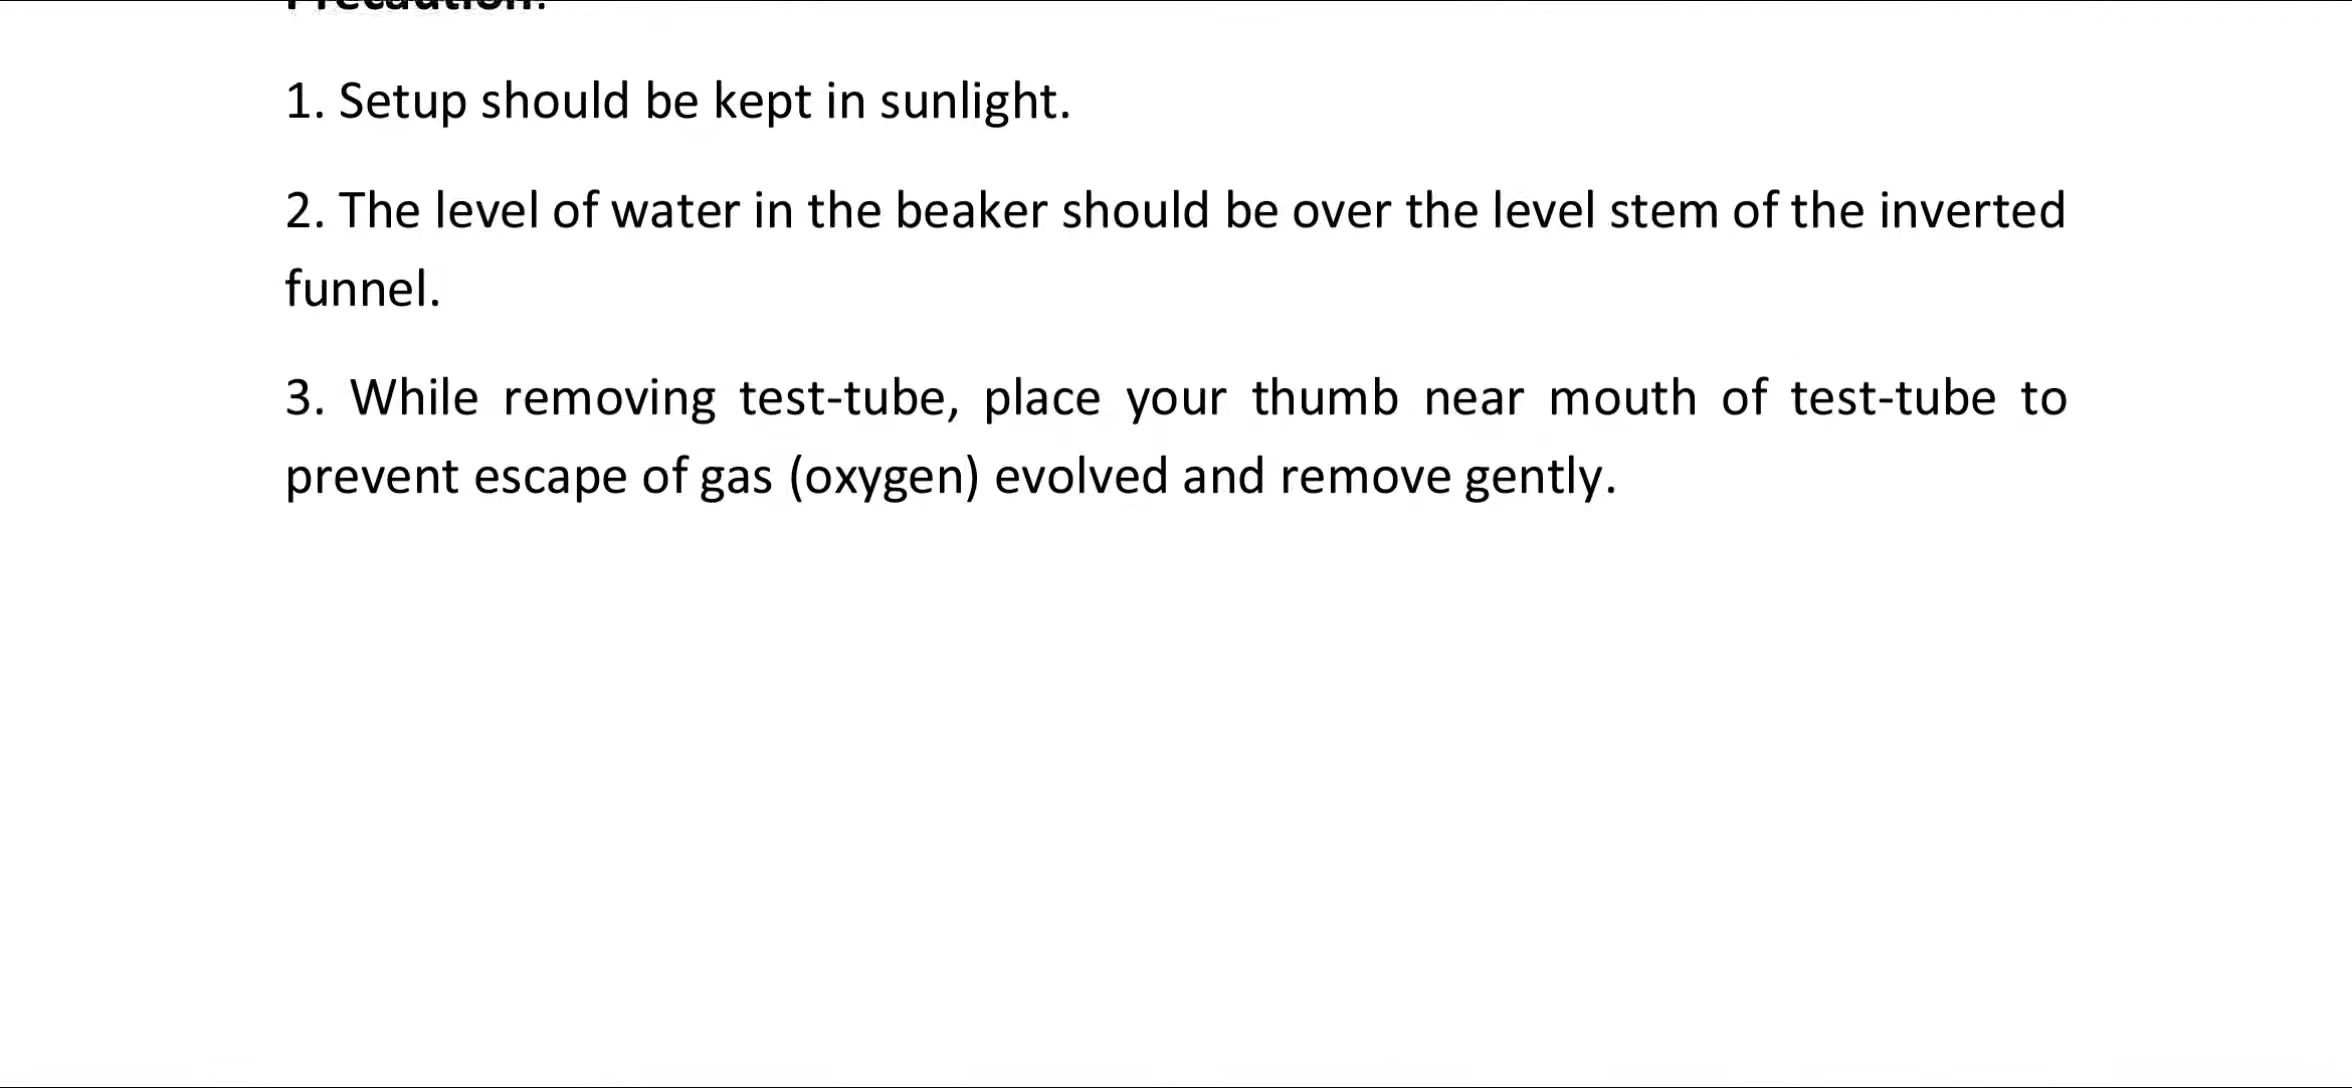 Precaution:
1. Setup should be kept in sunlight.
2. The level of water in the beaker should be over the level stem of the inverted
funnel.
3. While removing test-tube, place your thumb near mouth of test-tube to
prevent escape of gas (oxygen) evolved and remove gently.